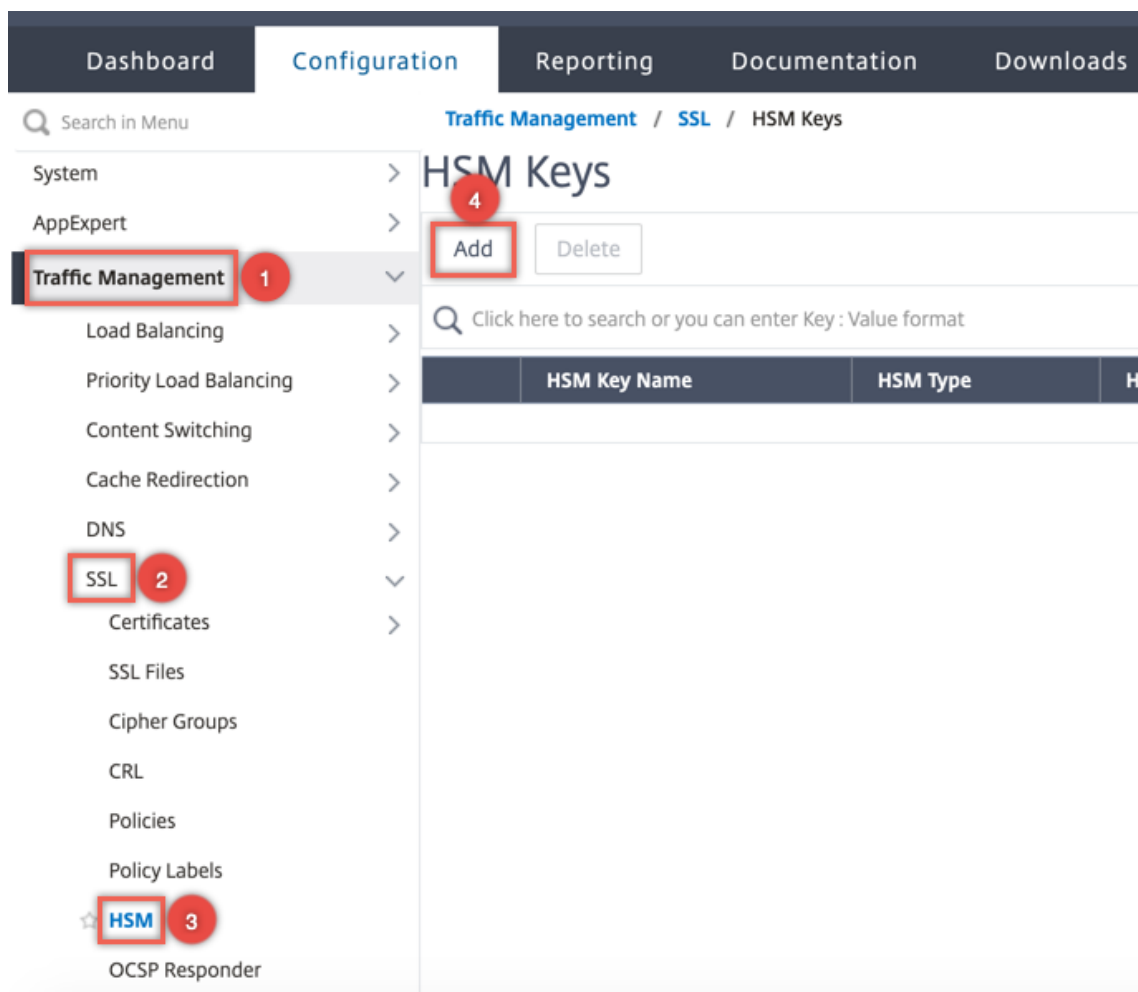 Dashboard Configuration Reporting Documentation Downloads
Search in Menu
Traffic Management / SSL / HSM Keys
System
HSM Keys
4
AppExpert
Add Delete
Traffic Management 1
Load Balancing
Click here to search or you can enter Key : Value format
Priority Load Balancing
HSM Key Name HSM Type H
Content Switching
Cache Redirection
DNS
SSL 2
Certificates
SSL Files
Cipher Groups
CRL
Policies
Policy Labels
HSM 3
OCSP Responder